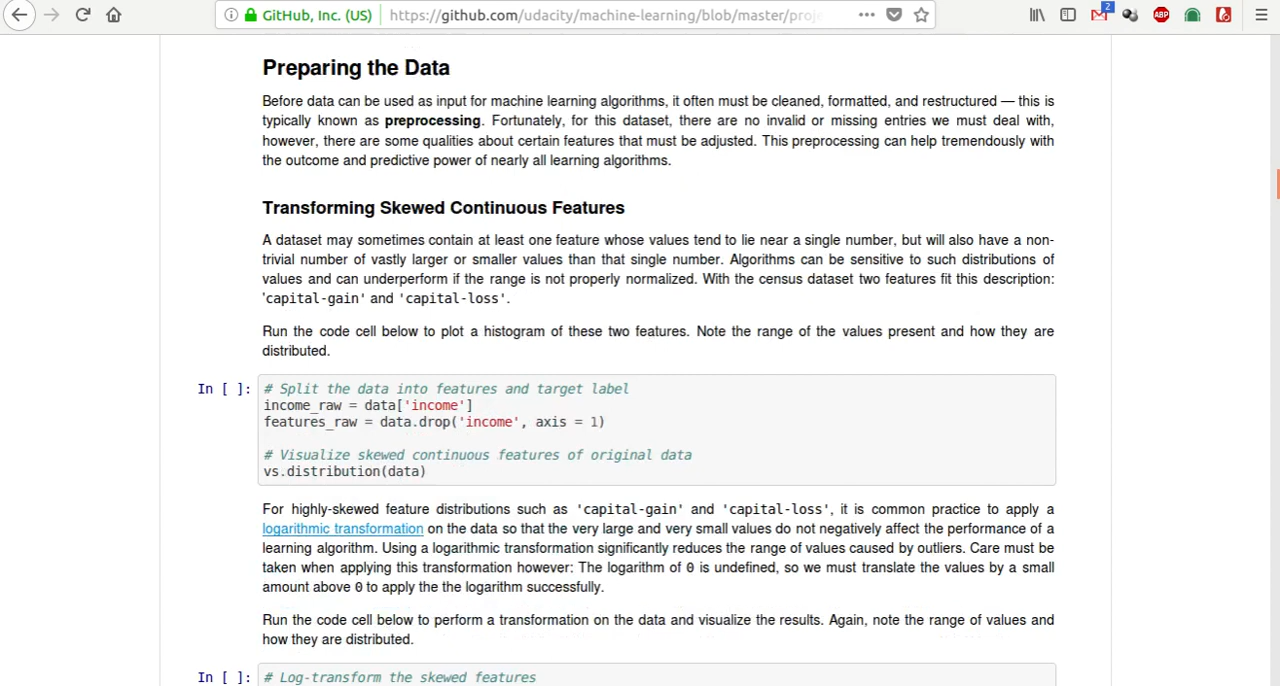 GitHub, Inc. (US) https://github.com/udacity/machine-learning/blob/master/proj
2
ABP
Preparing the Data
Before data can be used as input for machine learning algorithms, it often must be cleaned, formatted, and restructured — this is
typically known as preprocessing. Fortunately, for this dataset, there are no invalid or missing entries we must deal with,
however, there are some qualities about certain features that must be adjusted. This preprocessing can help tremendously with
the outcome and predictive power of nearly all learning algorithms.
Transforming Skewed Continuous Features
A dataset may sometimes contain at least one feature whose values tend to lie near a single number, but will also have a non-
trivial number of vastly larger or smaller values than that single number. Algorithms can be sensitive to such distributions of
values and can underperform if the range is not properly normalized. With the census dataset two features fit this description:
'capital-gain' and 'capital-loss'.
Run the code cell below to plot a histogram of these two features. Note the range of the values present and how they are
distributed.
In [ ]: # Split the data into features and target label
income_raw = data['income']
features_raw = data.drop('income', axis = 1)
# Visualize skewed continuous features of original data
vs.distribution(data)
For highly-skewed feature distributions such as 'capital-gain' and 'capital-loss', it is common practice to apply a
logarithmic transformation on the data so that the very large and very small values do not negatively affect the performance of a
learning algorithm. Using a logarithmic transformation significantly reduces the range of values caused by outliers. Care must be
taken when applying this transformation however: The logarithm of 0 is undefined, so we must translate the values by a small
amount above 0 to apply the the logarithm successfully.
Run the code cell below to perform a transformation on the data and visualize the results. Again, note the range of values and
how they are distributed.
In [ ]: # Log-transform the skewed features